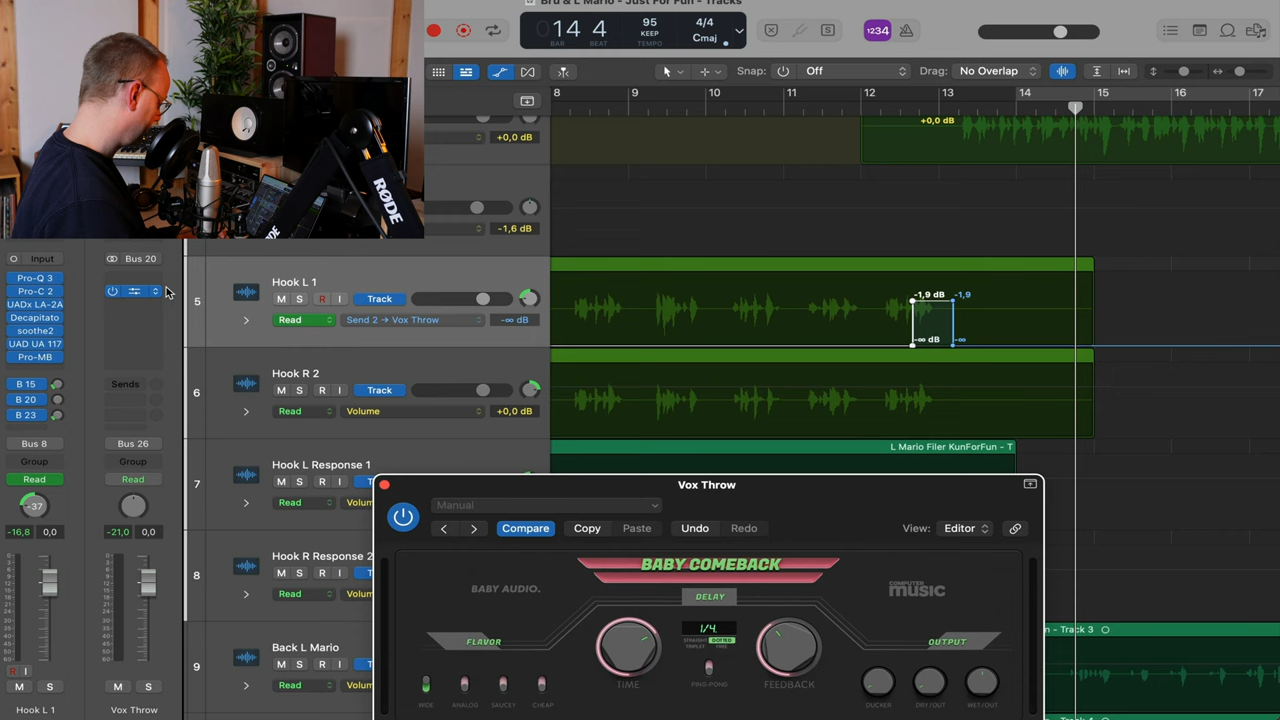 Bru & L Mario - Just For Fun - Tracks
14 4
BAR BEAT
95
KEEP
TEMPO
4/4
Cmaj
1234
Snap: Off
Drag: No Overlap
8 9 10 11 12 13 14 15 16 17
+0,0 dB
+0,0 dB
-1,6 dB
RØDE
Input
Pro-Q 3
Pro-C 2
UADx LA-2A
Decapitato
soothe2
UAD UA 117
Pro-MB
B 15
B 20
B 23
Bus 8
Group
Read
-37
-16,8 0,0
R I
M S
Hook L 1
Bus 20
Sends
Bus 26
Group
Read
-21,0 0,0
M S
Vox Throw
5
Hook L 1
M S R I Track
Read Send 2 → Vox Throw -∞ dB
-1,9 dB -1,9
-∞ dB -∞
6
Hook R 2
M S R I Track
Read Volume +0,0 dB
7
Hook L Response 1
M S R I T
Read Volum
L Mario Filer KunForFun - T
8
Hook R Response 2
M S R I T
Read Volum
9
Back L Mario
M S R I T
Read Volum
n - Track 3
Vox Throw
Manual
Compare Copy Paste Undo Redo View: Editor
BABY COMEBACK
BABY AUDIO.
COMPUTER
MUSIC
DELAY
FLAVOR
1/4.
STRAIGHT DOTTED
TRIPLET FREE
OUTPUT
TIME
PING-PONG
FEEDBACK
WIDE ANALOG SAUCEY CHEAP
DUCKER DRY/OUT WET/OUT